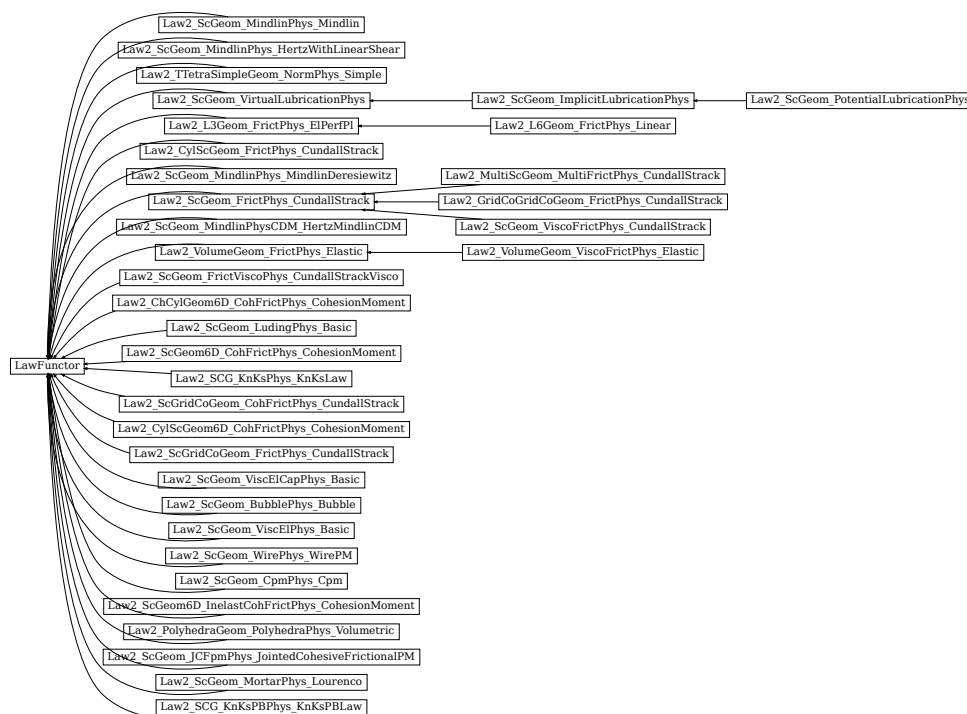 Law2_ScGeom_MindlinPhys_Mindlin
Law2_ScGeom_MindlinPhys_HertzWithLinearShear
Law2_TTetraSimpleGeom_NormPhys_Simple
Law2_ScGeom_VirtualLubricationPhys
Law2_ScGeom_ImplicitLubricationPhys
Law2_ScGeom_PotentialLubricationPhys
Law2_L3Geom_FrictPhys_ElPerfPl
Law2_L6Geom_FrictPhys_Linear
Law2_CylScGeom_FrictPhys_CundallStrack
Law2_ScGeom_MindlinPhys_MindlinDeresiewitz
Law2_MultiScGeom_MultiFrictPhys_CundallStrack
Law2_ScGeom_FrictPhys_CundallStrack
Law2_GridCoGridCoGeom_FrictPhys_CundallStrack
Law2_ScGeom_MindlinPhysCDM_HertzMindlinCDM
Law2_ScGeom_ViscoFrictPhys_CundallStrack
Law2_VolumeGeom_FrictPhys_Elastic
Law2_VolumeGeom_ViscoFrictPhys_Elastic
Law2_ScGeom_FrictViscoPhys_CundallStrackVisco
Law2_ChCylGeom6D_CohFrictPhys_CohesionMoment
Law2_ScGeom_LudingPhys_Basic
Law2_ScGeom6D_CohFrictPhys_CohesionMoment
LawFunctor
Law2_SCG_KnKsPhys_KnKsLaw
Law2_ScGridCoGeom_CohFrictPhys_CundallStrack
Law2_CylScGeom6D_CohFrictPhys_CohesionMoment
Law2_ScGridCoGeom_FrictPhys_CundallStrack
Law2_ScGeom_ViscElCapPhys_Basic
Law2_ScGeom_BubblePhys_Bubble
Law2_ScGeom_ViscElPhys_Basic
Law2_ScGeom_WirePhys_WirePM
Law2_ScGeom_CpmPhys_Cpm
Law2_ScGeom6D_InelastCohFrictPhys_CohesionMoment
Law2_PolyhedraGeom_PolyhedraPhys_Volumetric
Law2_ScGeom_JCFpmPhys_JointedCohesiveFrictionalPM
Law2_ScGeom_MortarPhys_Lourenco
Law2_SCG_KnKsPBPhys_KnKsPBLaw